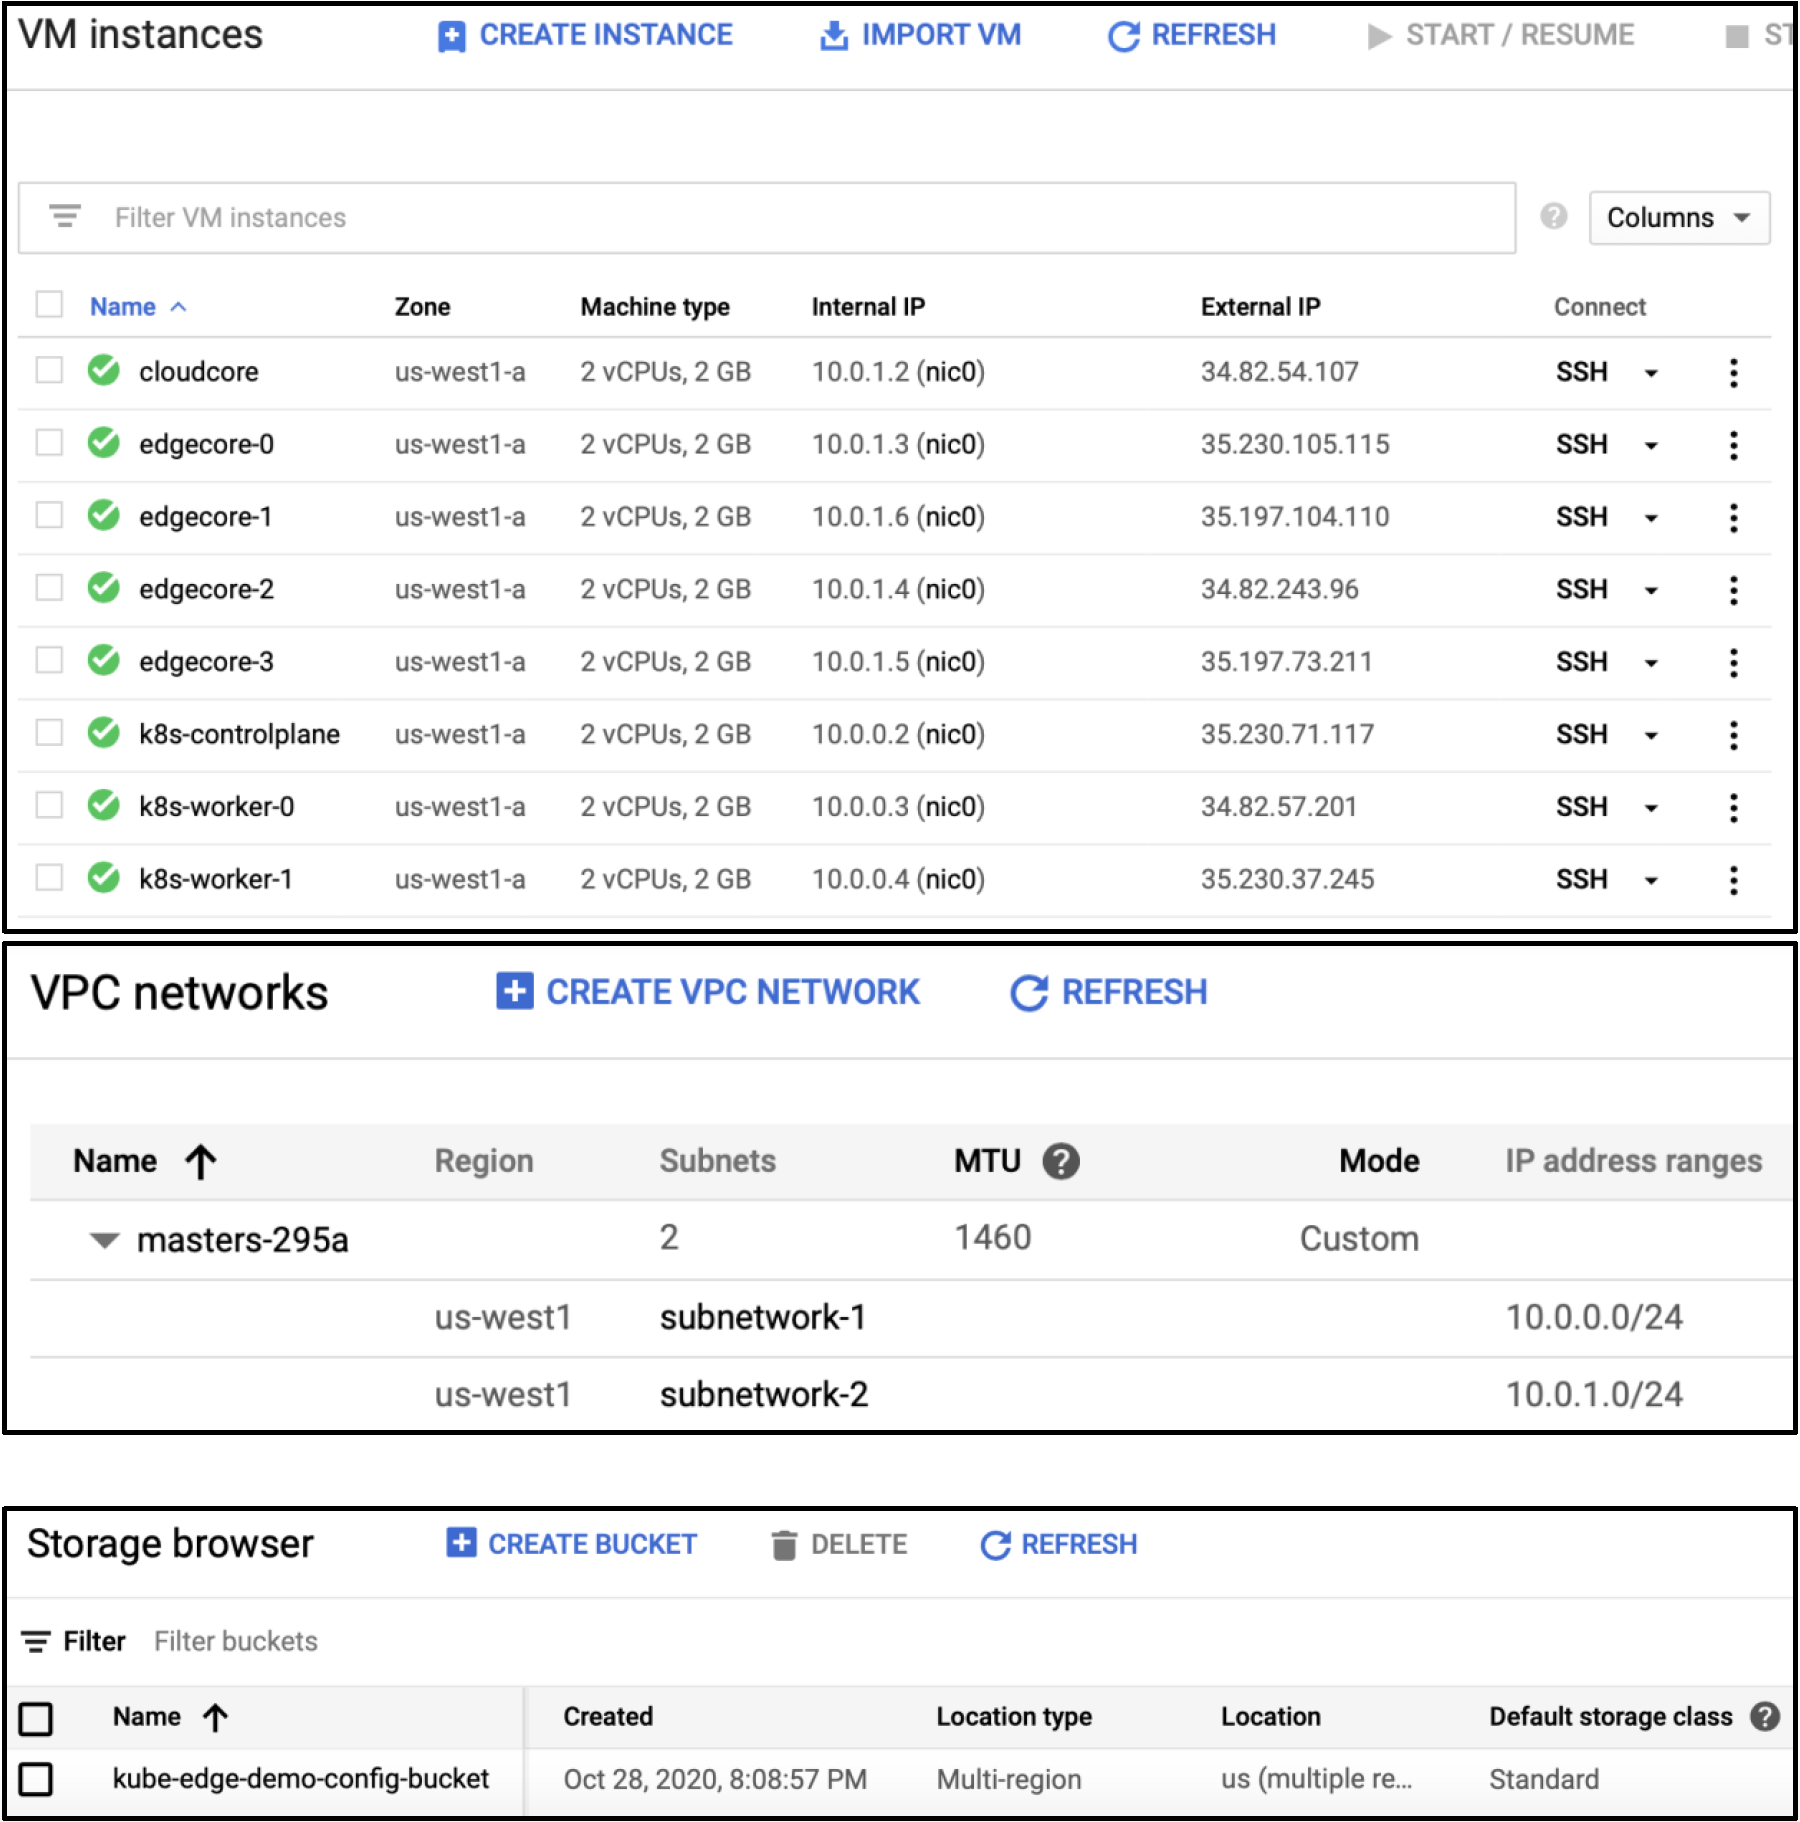 VM instances CREATE INSTANCE IMPORT VM REFRESH START / RESUME ST
Filter VM instances ? Columns
Name Zone Machine type Internal IP External IP Connect
cloudcore us-west1-a 2 vCPUs, 2 GB 10.0.1.2 (nic0) 34.82.54.107 SSH
edgecore-0 us-west1-a 2 vCPUs, 2 GB 10.0.1.3 (nic0) 35.230.105.115 SSH
edgecore-1 us-west1-a 2 vCPUs, 2 GB 10.0.1.6 (nic0) 35.197.104.110 SSH
edgecore-2 us-west1-a 2 vCPUs, 2 GB 10.0.1.4 (nic0) 34.82.243.96 SSH
edgecore-3 us-west1-a 2 vCPUs, 2 GB 10.0.1.5 (nic0) 35.197.73.211 SSH
k8s-controlplane us-west1-a 2 vCPUs, 2 GB 10.0.0.2 (nic0) 35.230.71.117 SSH
k8s-worker-0 us-west1-a 2 vCPUs, 2 GB 10.0.0.3 (nic0) 34.82.57.201 SSH
k8s-worker-1 us-west1-a 2 vCPUs, 2 GB 10.0.0.4 (nic0) 35.230.37.245 SSH
VPC networks CREATE VPC NETWORK REFRESH
Name Region Subnets MTU ? Mode IP address ranges
masters-295a 2 1460 Custom
us-west1 subnetwork-1 10.0.0.0/24
us-west1 subnetwork-2 10.0.1.0/24
Storage browser CREATE BUCKET DELETE REFRESH
Filter Filter buckets
Name Created Location type Location Default storage class ?
kube-edge-demo-config-bucket Oct 28, 2020, 8:08:57 PM Multi-region us (multiple re... Standard